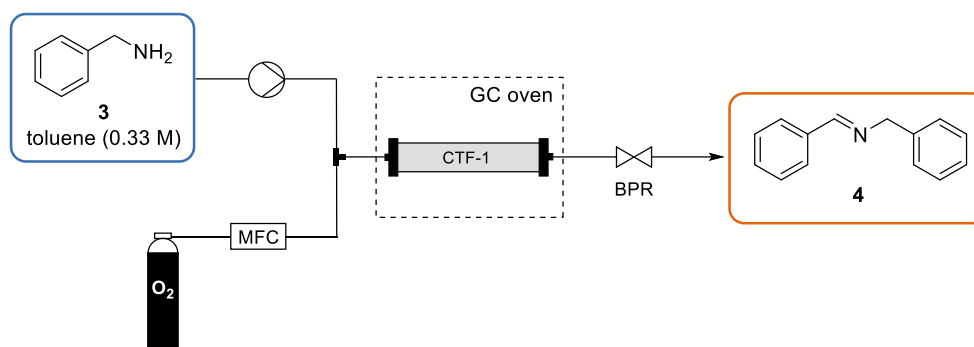 NH₂
3
toluene (0.33 M)
GC oven
CTF-1
BPR
N
4
MFC
O₂